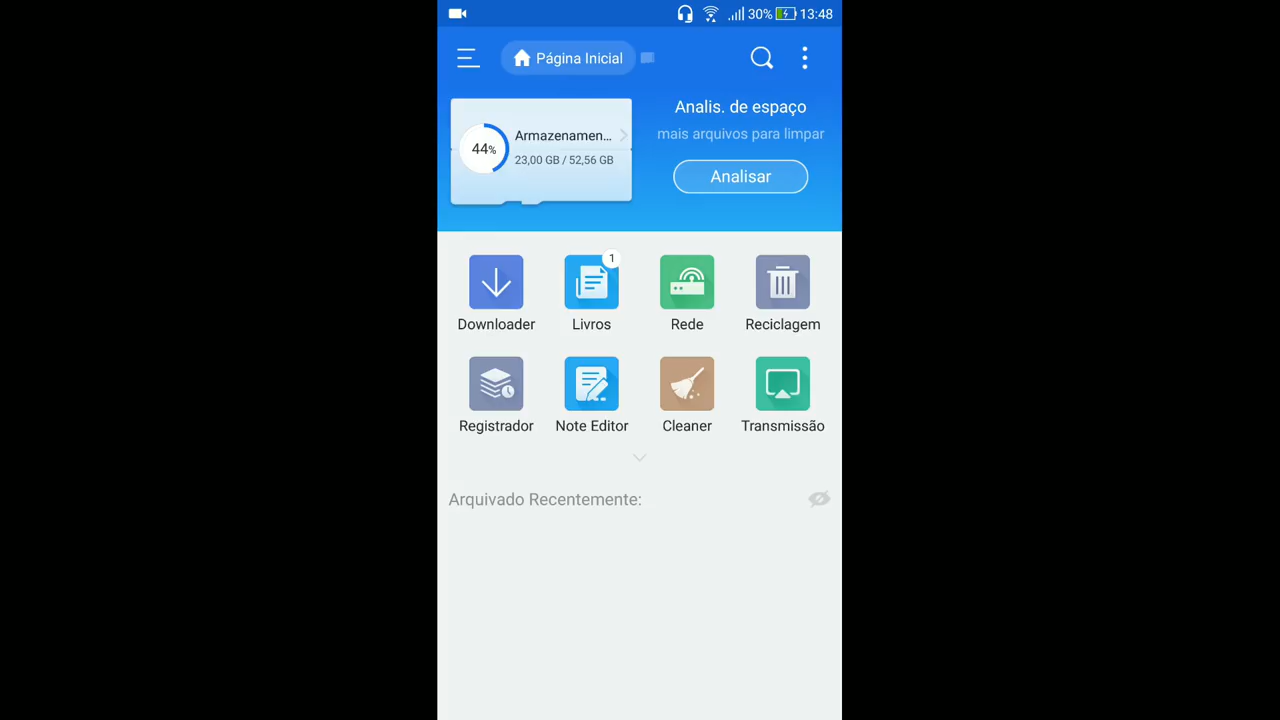 30% 13:48
Página Inicial
Analis. de espaço
mais arquivos para limpar
Analisar
44%
Armazenamen...
23,00 GB / 52,56 GB
1
Downloader Livros Rede Reciclagem
Registrador Note Editor Cleaner Transmissão
Arquivado Recentemente: